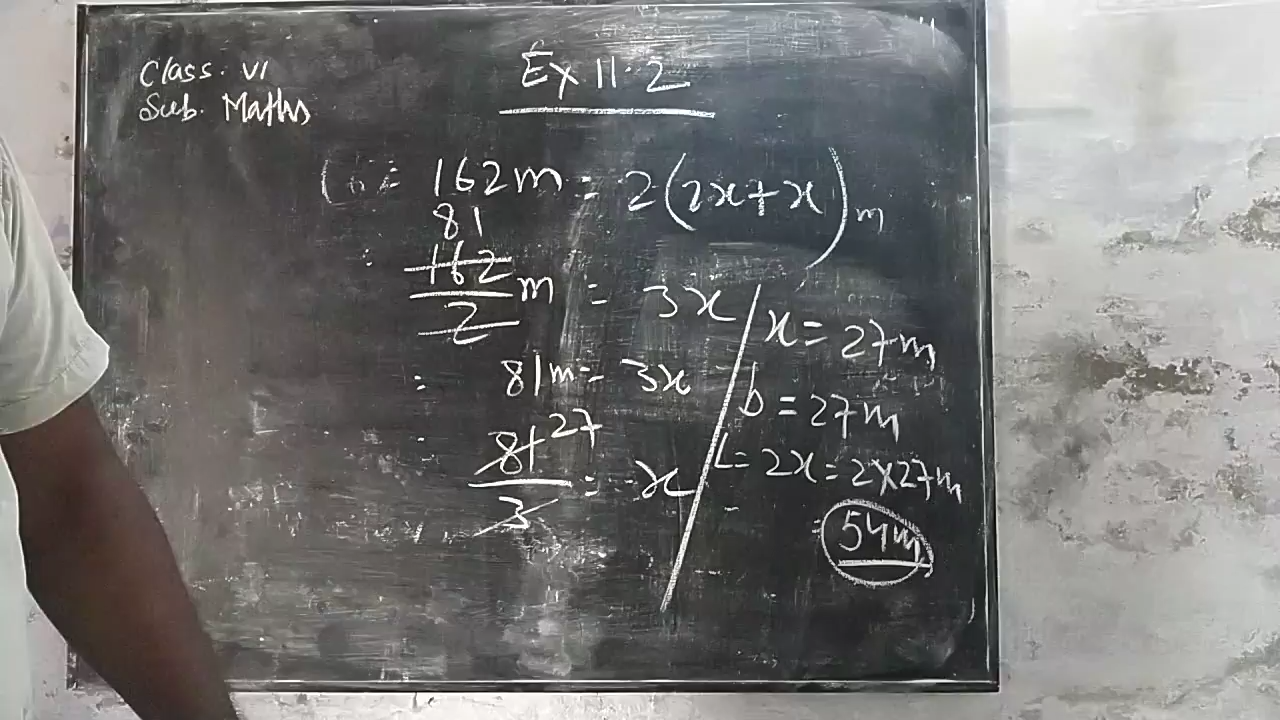 Class. VI
Sub. Maths
Ex 11.2
162m = 2(2x+x)m
81
162/2 m = 3x
81m = 3x
81/3 27 = x
x = 27m
b = 27m
L = 2x = 2×27m
54m